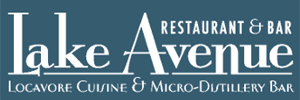 RESTAURANT & BAR
Lake Avenue
LOCAVORE CUISINE & MICRO-DISTILLERY BAR